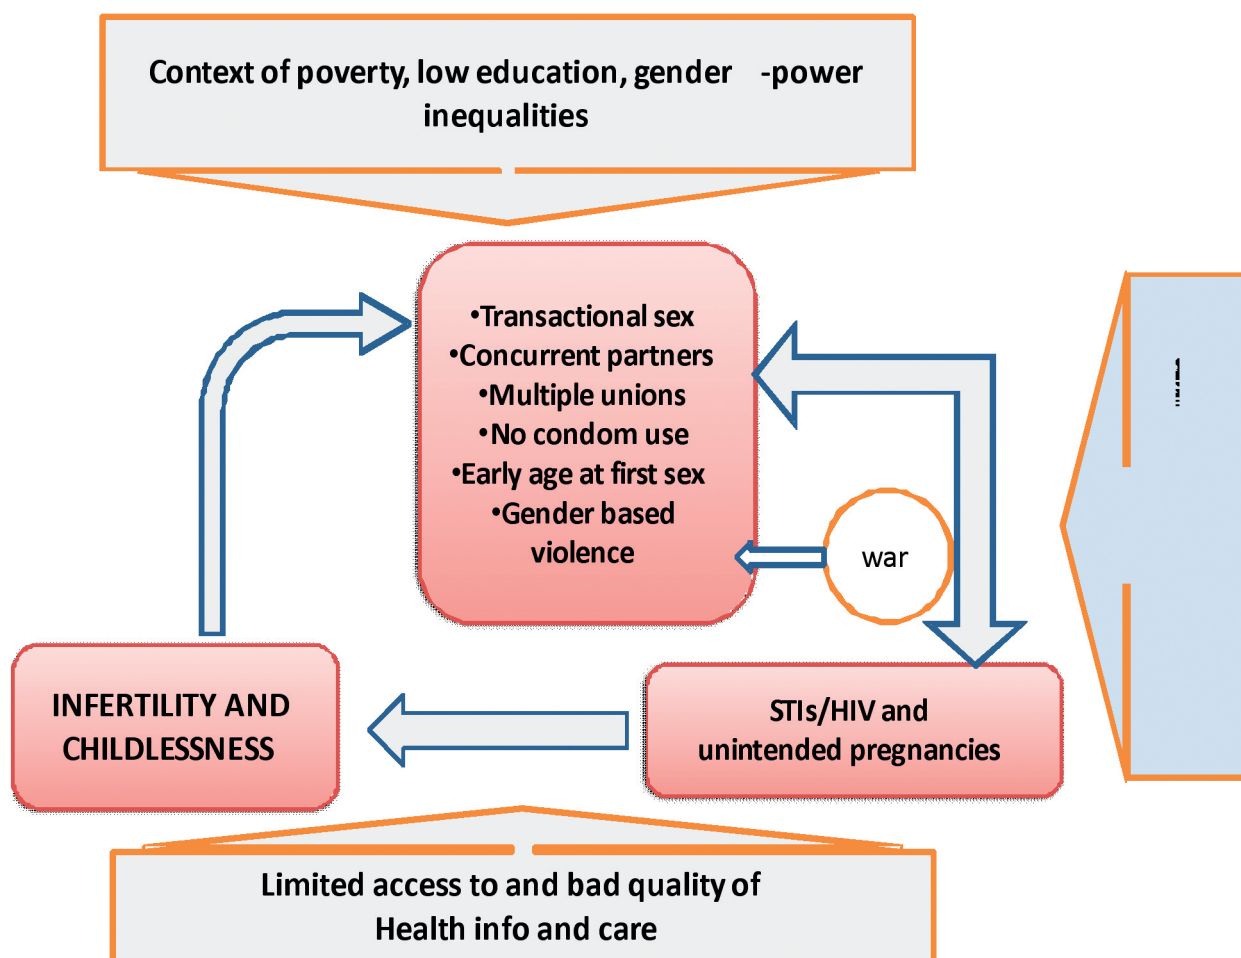 Context of poverty, low education, gender -power
inequalities
•Transactional sex
•Concurrent partners
•Multiple unions
•No condom use
•Early age at first sex
•Gender based
violence
war
INFERTILITY AND
CHILDLESSNESS
STIs/HIV and
unintended pregnancies
Limited access to and bad quality of
Health info and care